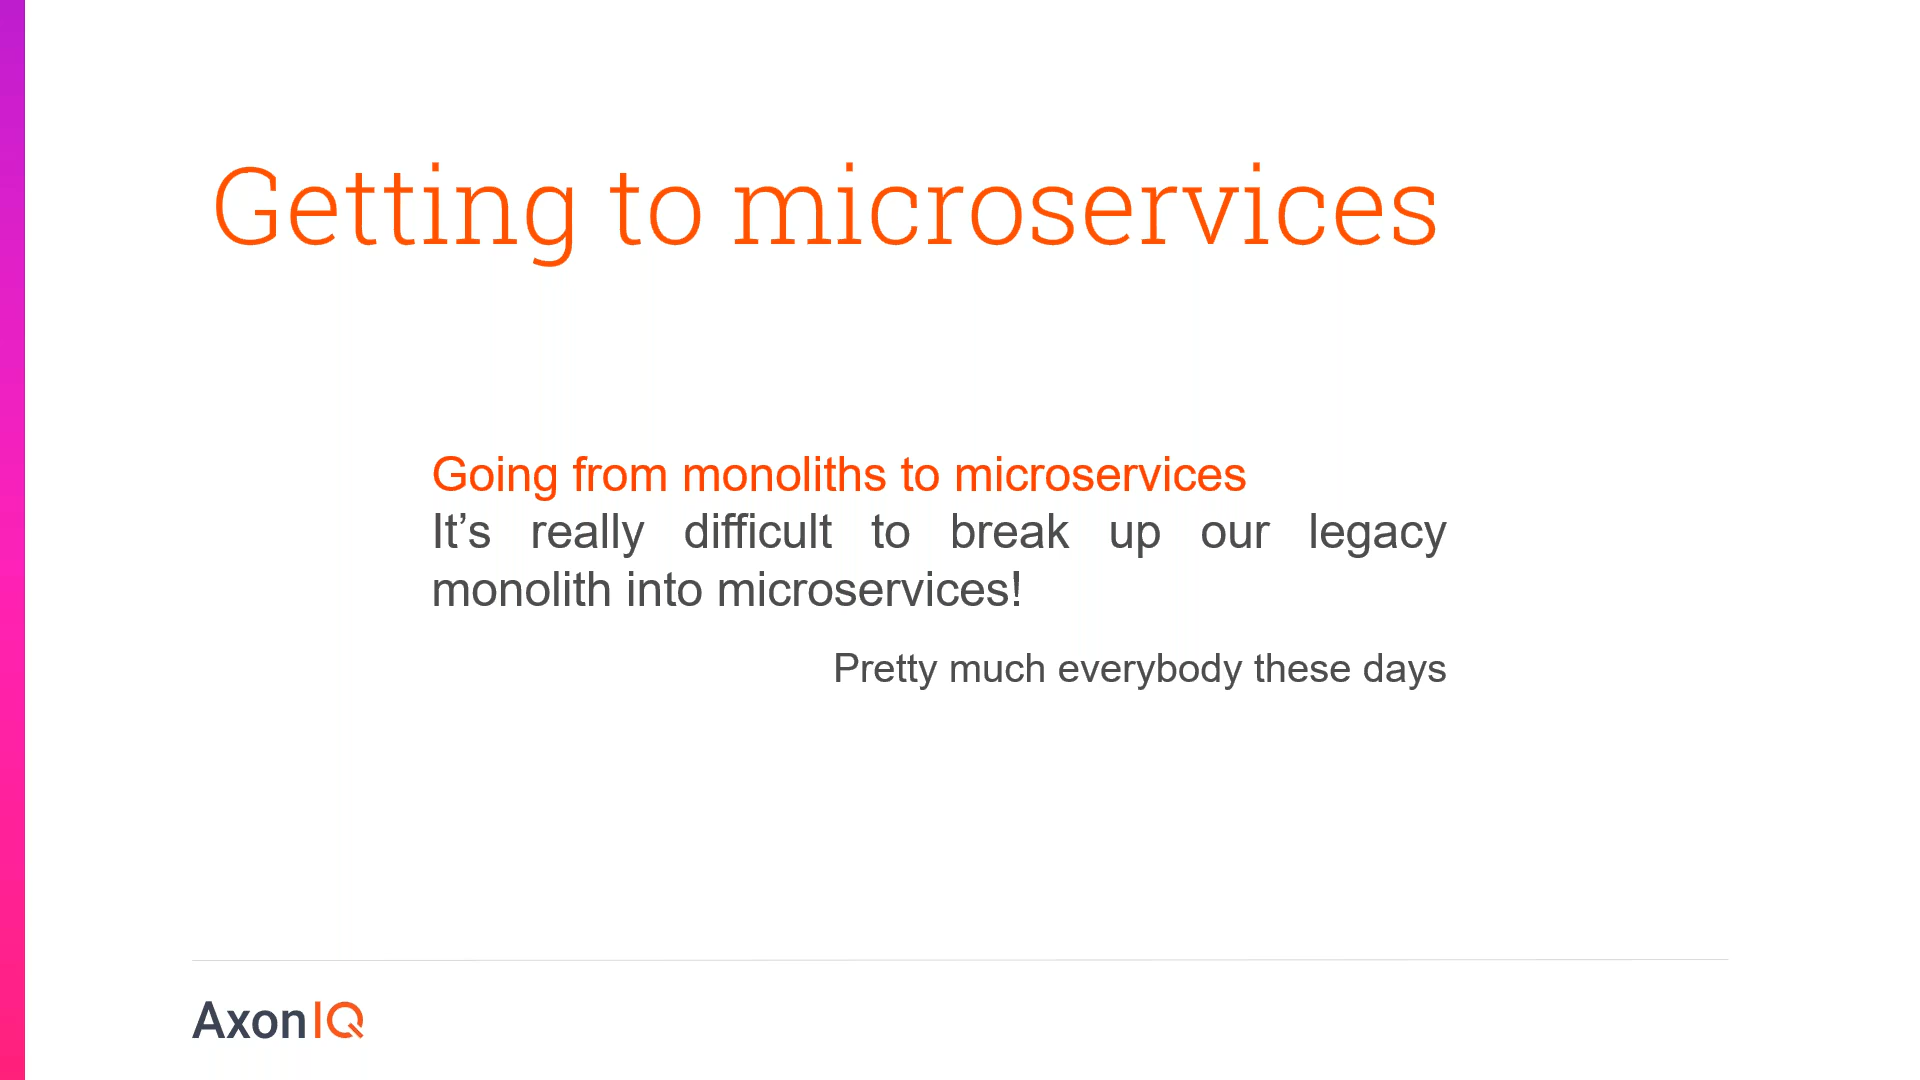 Getting to microservices
Going from monoliths to microservices
It’s really difficult to break up our legacy
monolith into microservices!
Pretty much everybody these days
AxonIQ